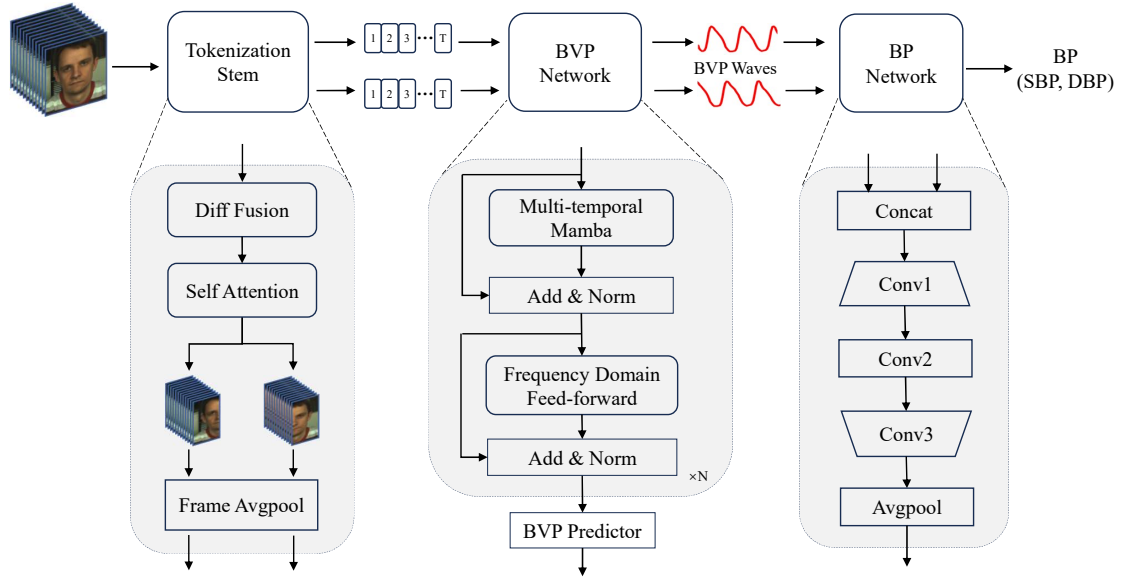 Tokenization
Stem
1 2 3 ••• T
1 2 3 ••• T
BVP
Network
BVP Waves
BP
Network
BP
(SBP, DBP)
Diff Fusion
Self Attention
Frame Avgpool
Multi-temporal
Mamba
Add & Norm
Frequency Domain
Feed-forward
Add & Norm
×N
BVP Predictor
Concat
Conv1
Conv2
Conv3
Avgpool